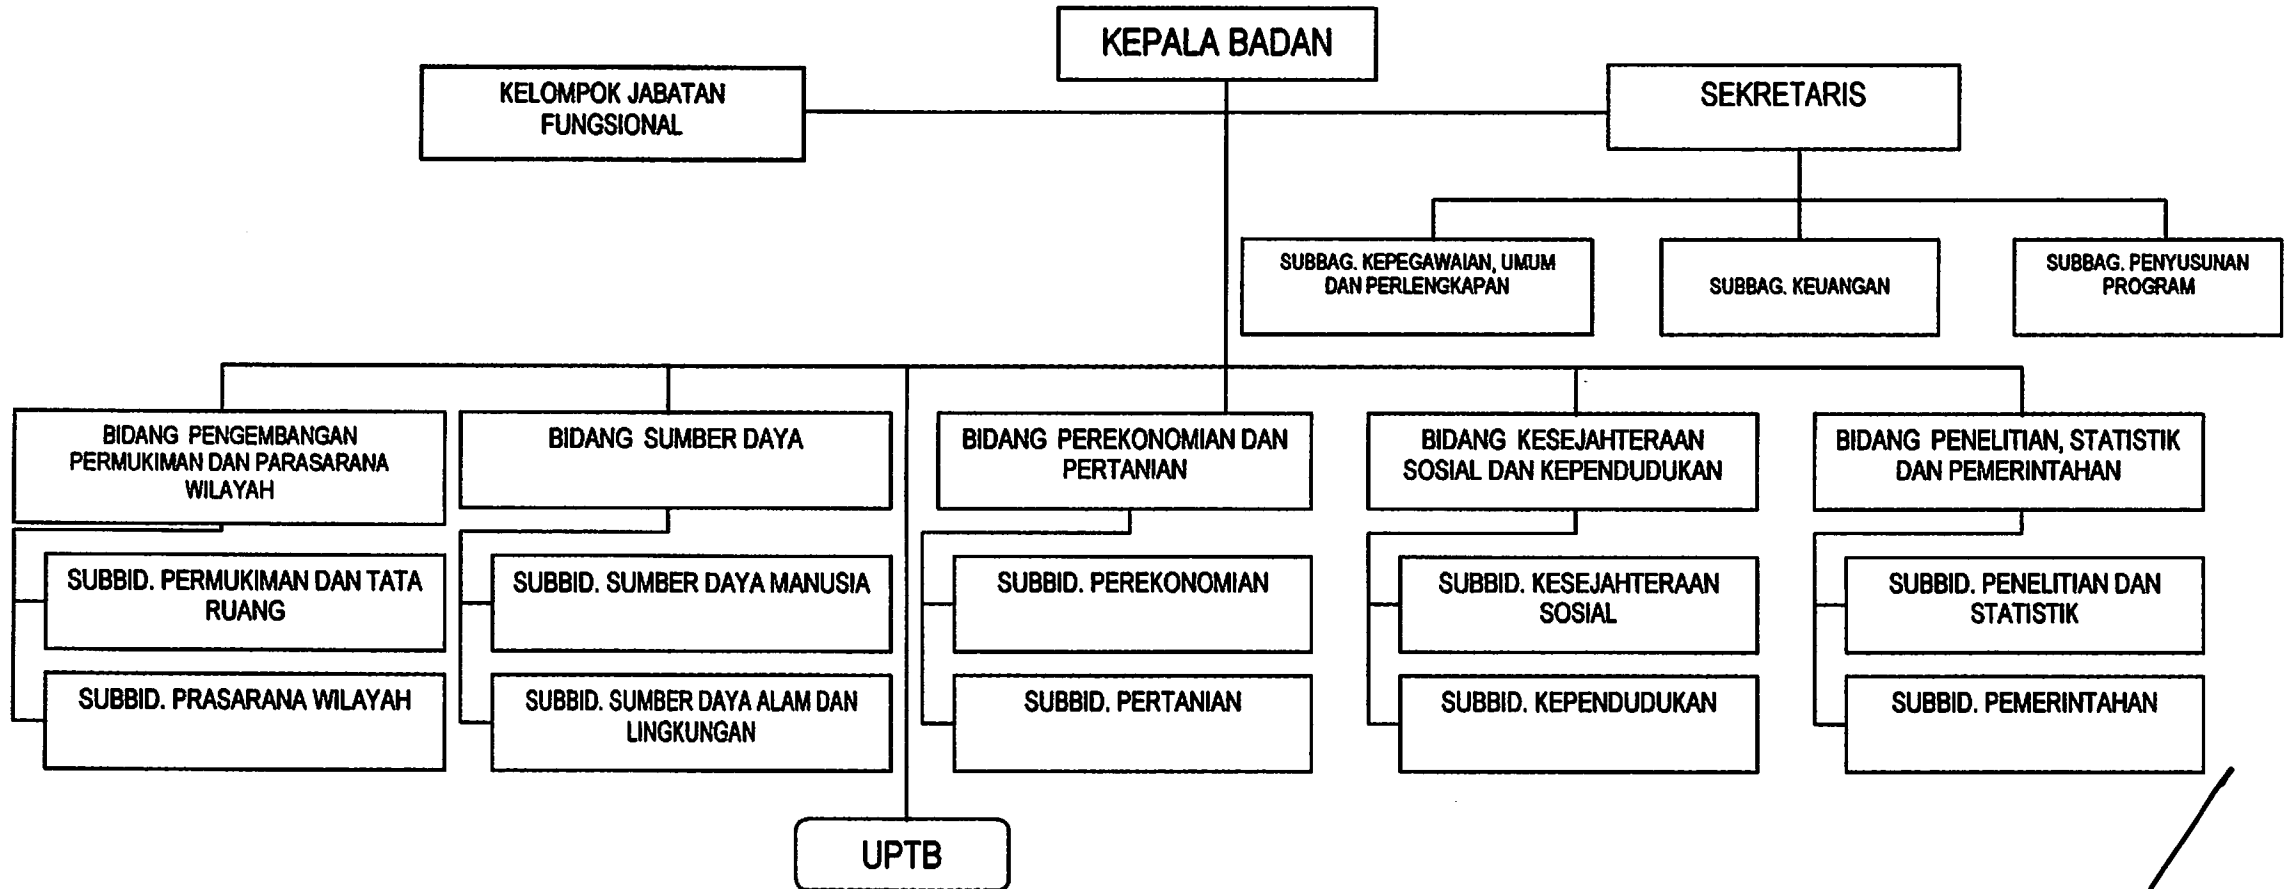 KEPALA BADAN
KELOMPOK JABATAN
FUNGSIONAL
SEKRETARIS
SUBBAG. KEPEGAWAIAN, UMUM
DAN PERLENGKAPAN
SUBBAG. KEUANGAN
SUBBAG. PENYUSUNAN
PROGRAM
BIDANG PENGEMBANGAN
PERMUKIMAN DAN PARASARANA
WILAYAH
BIDANG SUMBER DAYA
BIDANG PEREKONOMIAN DAN
PERTANIAN
BIDANG KESEJAHTERAAN
SOSIAL DAN KEPENDUDUKAN
BIDANG PENELITIAN, STATISTIK
DAN PEMERINTAHAN
SUBBID. PERMUKIMAN DAN TATA
RUANG
SUBBID. SUMBER DAYA MANUSIA
SUBBID. PEREKONOMIAN
SUBBID. KESEJAHTERAAN
SOSIAL
SUBBID. PENELITIAN DAN
STATISTIK
SUBBID. PRASARANA WILAYAH
SUBBID. SUMBER DAYA ALAM DAN
LINGKUNGAN
SUBBID. PERTANIAN
SUBBID. KEPENDUDUKAN
SUBBID. PEMERINTAHAN
UPTB